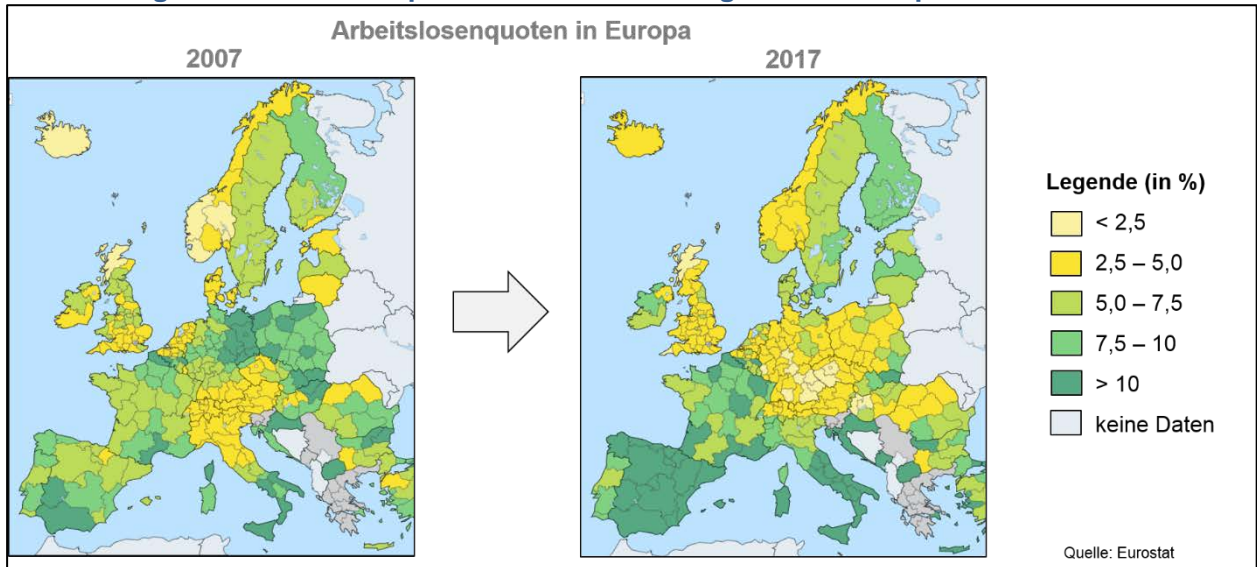 Arbeitslosenquoten in Europa
2007
2017
Legende (in %)
< 2,5
2,5 – 5,0
5,0 – 7,5
7,5 – 10
> 10
keine Daten
Quelle: Eurostat